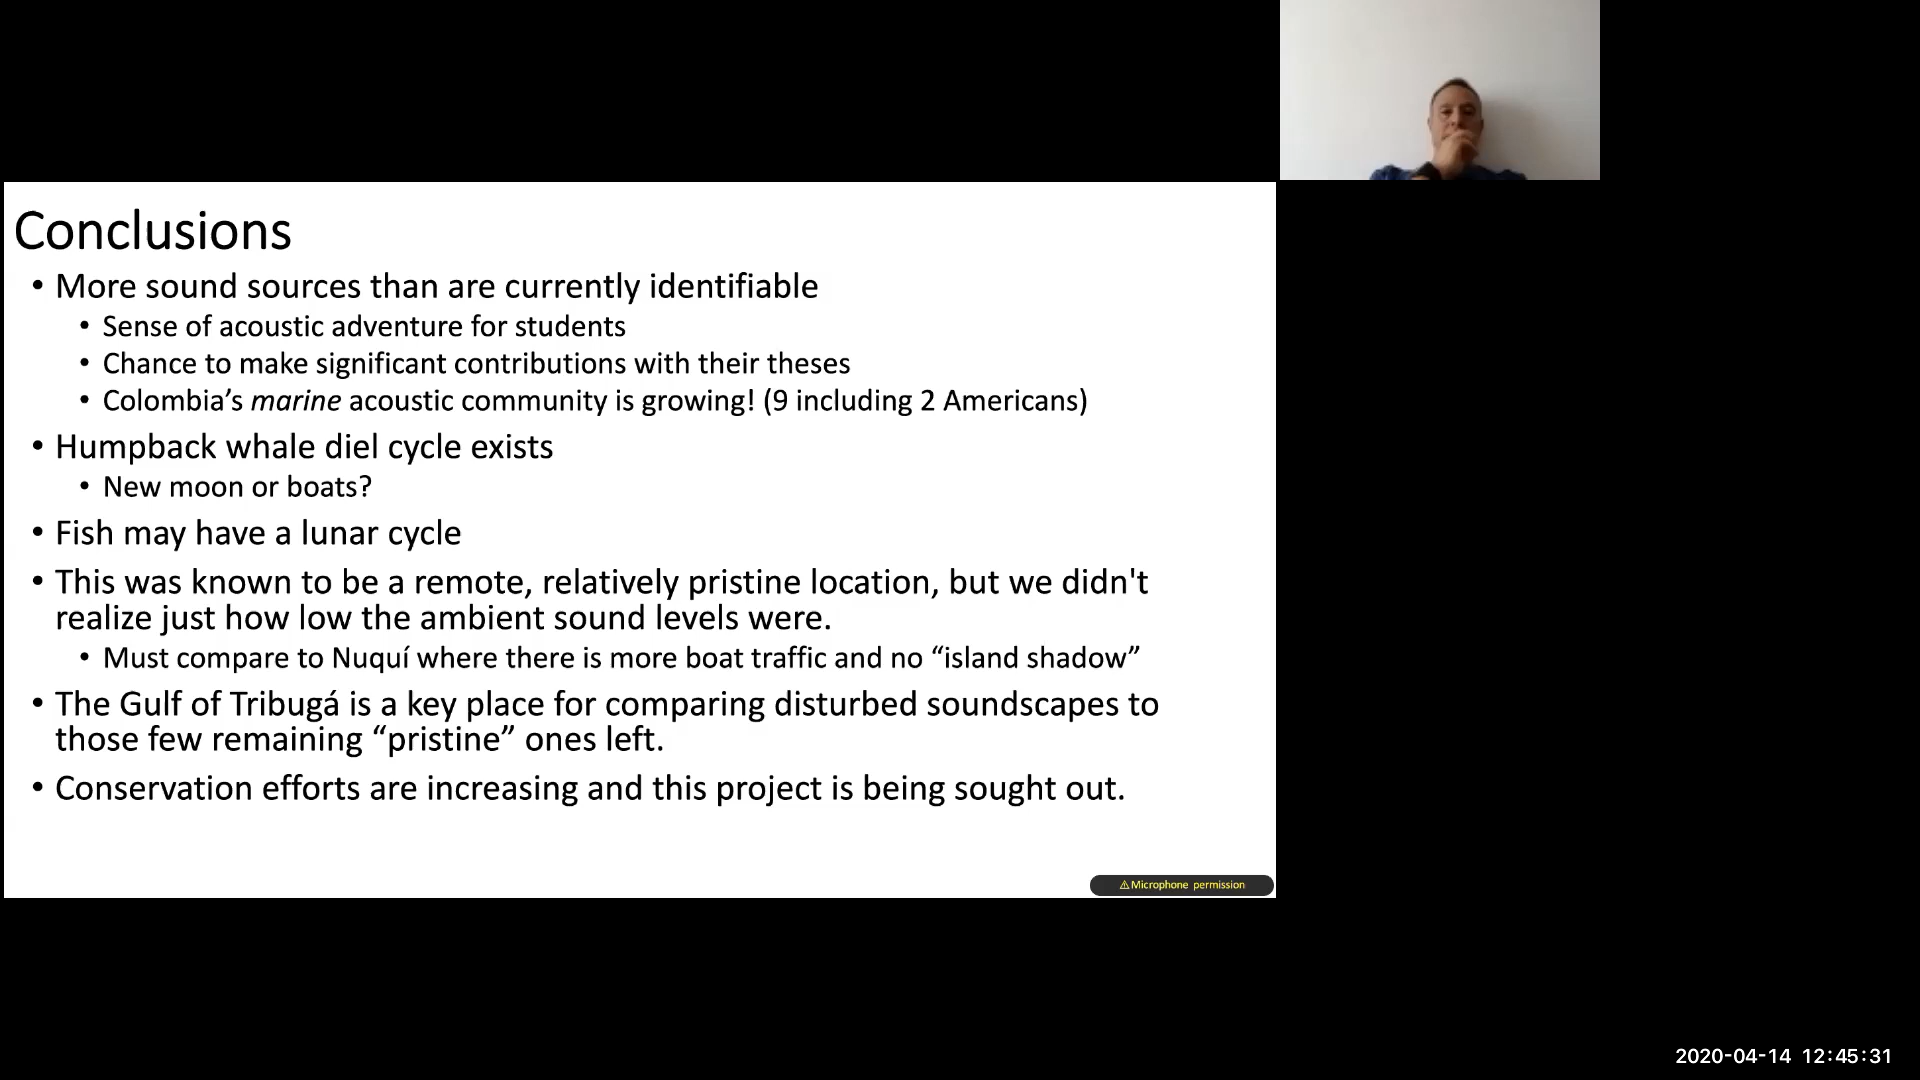 Conclusions
• More sound sources than are currently identifiable
• Sense of acoustic adventure for students
• Chance to make significant contributions with their theses
• Colombia’s marine acoustic community is growing! (9 including 2 Americans)
• Humpback whale diel cycle exists
• New moon or boats?
• Fish may have a lunar cycle
• This was known to be a remote, relatively pristine location, but we didn't
realize just how low the ambient sound levels were.
• Must compare to Nuquí where there is more boat traffic and no “island shadow”
• The Gulf of Tribugá is a key place for comparing disturbed soundscapes to
those few remaining “pristine” ones left.
• Conservation efforts are increasing and this project is being sought out.
⚠Microphone permission
2020-04-14 12:45:31